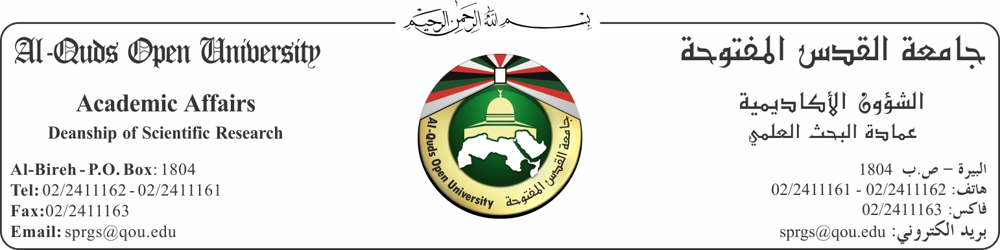 بسم الله الرحمن الرحيم
Al-Quds Open University
Academic Affairs
Deanship of Scientific Research
Al-Bireh - P.O. Box: 1804
Tel: 02/2411162 - 02/2411161
Fax:02/2411163
Email: sprgs@qou.edu
Al-Quds Open University
جامعة القدس المفتوحة
جامعة القدس المفتوحة
الشؤون الأكاديمية
عمادة البحث العلمي
البيرة – ص.ب 1804
هاتف: 02/2411162 - 02/2411161
فاكس: 02/2411163
بريد الكتروني: sprgs@qou.edu